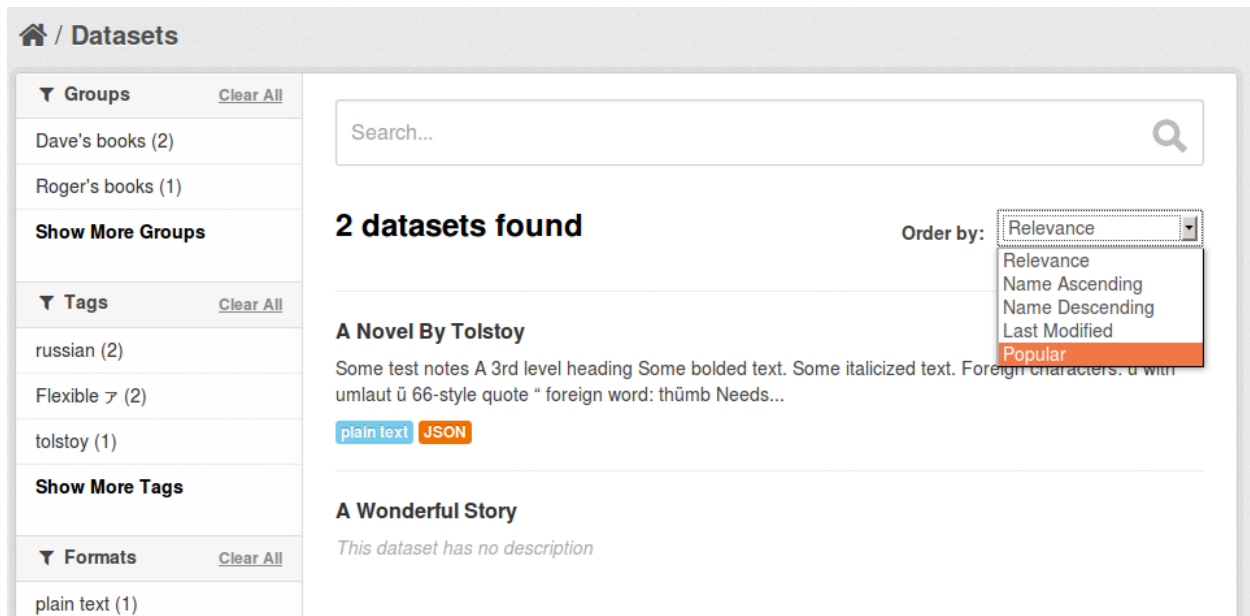 / Datasets
Groups Clear All
Dave's books (2)
Roger's books (1)
Show More Groups
Tags Clear All
russian (2)
Flexible ァ (2)
tolstoy (1)
Show More Tags
Formats Clear All
plain text (1)
Search...
2 datasets found
Order by: Relevance
Relevance
Name Ascending
Name Descending
Last Modified
Popular
A Novel By Tolstoy
Some test notes A 3rd level heading Some bolded text. Some italicized text. Foreign characters: u with
umlaut ü 66-style quote “ foreign word: thümb Needs...
plain text JSON
A Wonderful Story
This dataset has no description